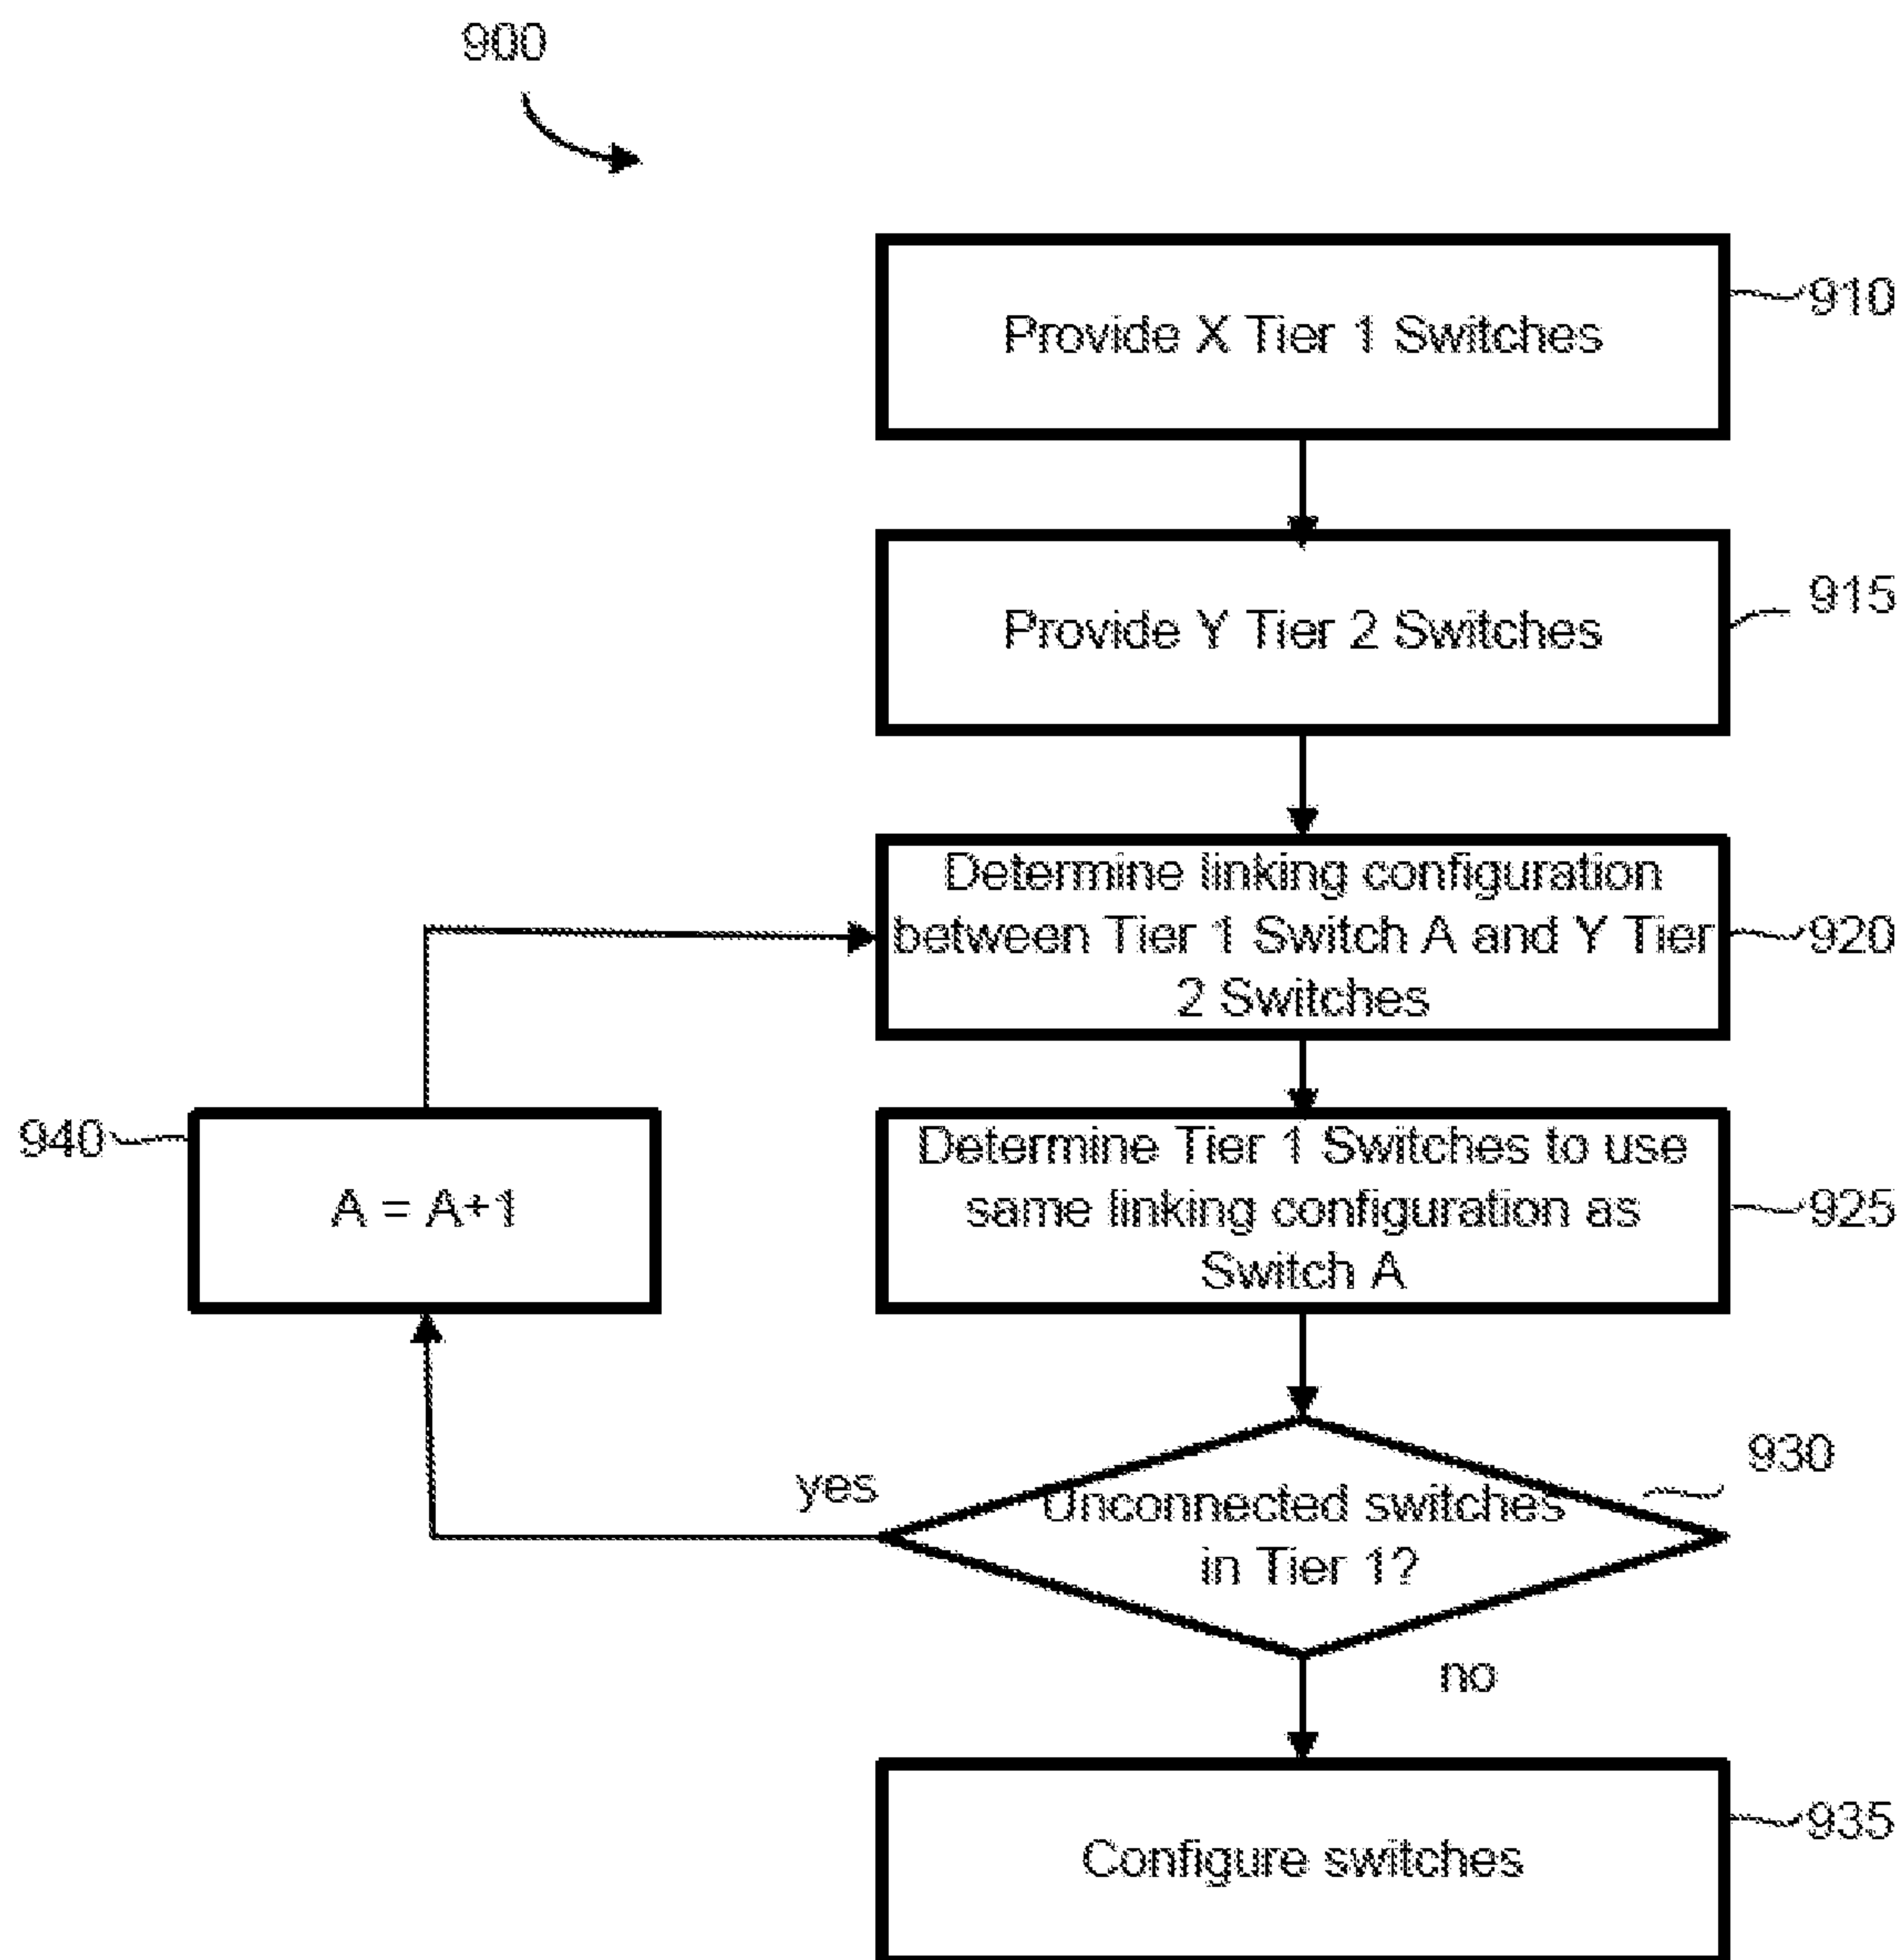 900
Provide X Tier 1 Switches
910
Provide Y Tier 2 Switches
915
Determine linking configuration
between Tier 1 Switch A and Y Tier
2 Switches
920
940
A = A+1
Determine Tier 1 Switches to use
same linking configuration as
Switch A
925
yes
Unconnected switches
in Tier 1?
930
no
Configure switches
935